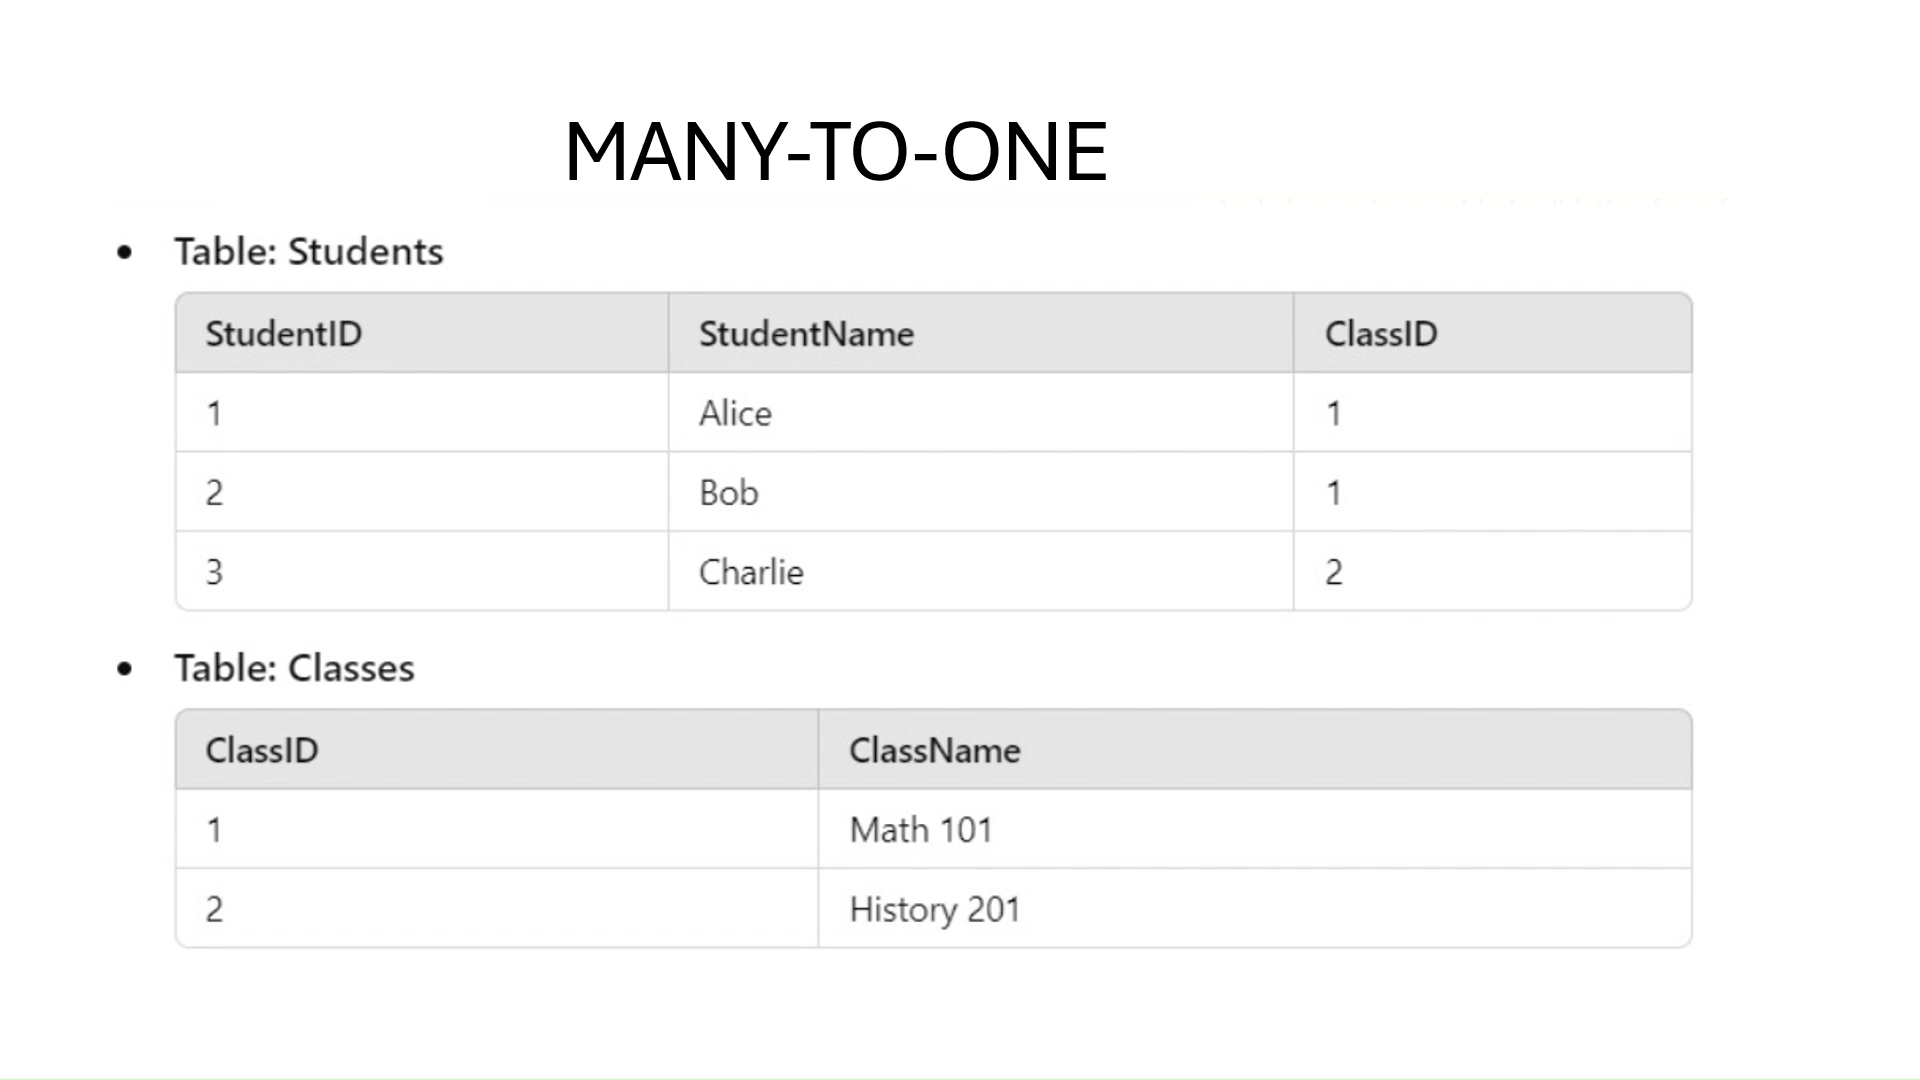 MANY-TO-ONE
• Table: Students
StudentID StudentName ClassID
1 Alice 1
2 Bob 1
3 Charlie 2
• Table: Classes
ClassID ClassName
1 Math 101
2 History 201